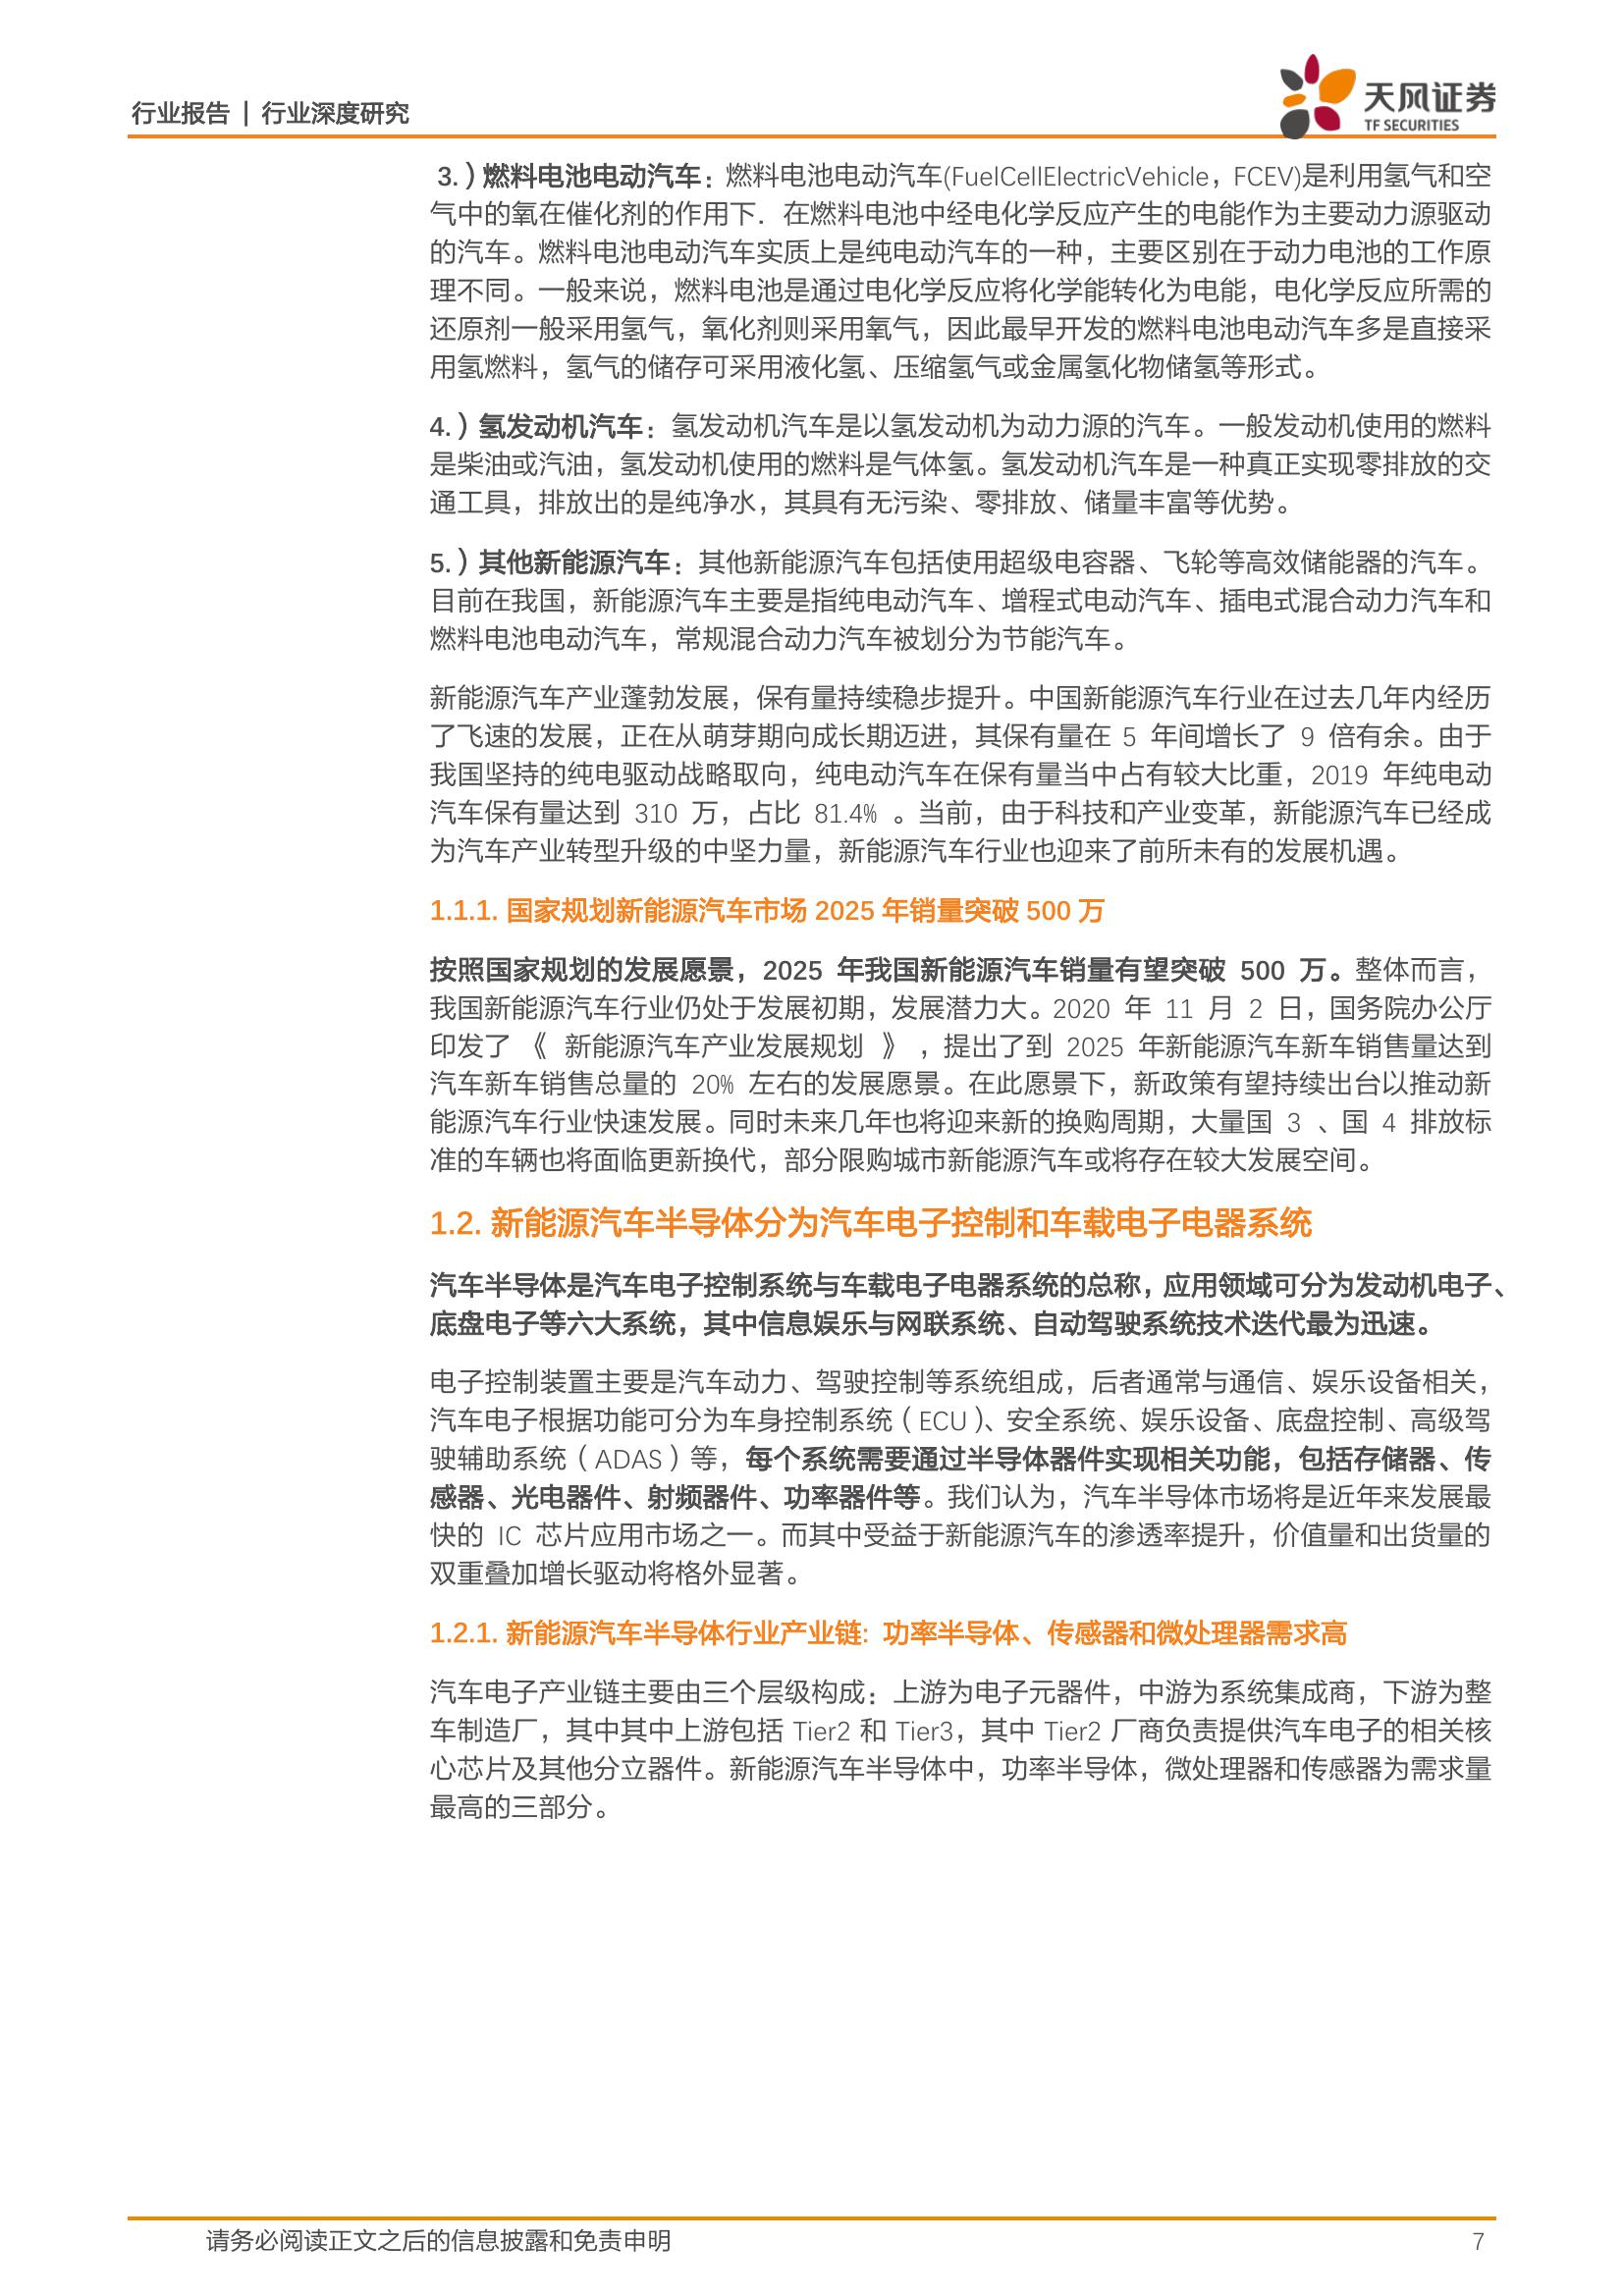 行业报告 | 行业深度研究
天风证券
TF SECURITIES
3.）燃料电池电动汽车：燃料电池电动汽车(FuelCellElectricVehicle，FCEV)是利用氢气和空
气中的氧在催化剂的作用下．在燃料电池中经电化学反应产生的电能作为主要动力源驱动
的汽车。燃料电池电动汽车实质上是纯电动汽车的一种，主要区别在于动力电池的工作原
理不同。一般来说，燃料电池是通过电化学反应将化学能转化为电能，电化学反应所需的
还原剂一般采用氢气，氧化剂则采用氧气，因此最早开发的燃料电池电动汽车多是直接采
用氢燃料，氢气的储存可采用液化氢、压缩氢气或金属氢化物储氢等形式。
4.）氢发动机汽车：氢发动机汽车是以氢发动机为动力源的汽车。一般发动机使用的燃料
是柴油或汽油，氢发动机使用的燃料是气体氢。氢发动机汽车是一种真正实现零排放的交
通工具，排放出的是纯净水，其具有无污染、零排放、储量丰富等优势。
5.）其他新能源汽车：其他新能源汽车包括使用超级电容器、飞轮等高效储能器的汽车。
目前在我国，新能源汽车主要是指纯电动汽车、增程式电动汽车、插电式混合动力汽车和
燃料电池电动汽车，常规混合动力汽车被划分为节能汽车。
新能源汽车产业蓬勃发展，保有量持续稳步提升。中国新能源汽车行业在过去几年内经历
了飞速的发展，正在从萌芽期向成长期迈进，其保有量在 5 年间增长了 9 倍有余。由于
我国坚持的纯电驱动战略取向，纯电动汽车在保有量当中占有较大比重，2019 年纯电动
汽车保有量达到 310 万，占比 81.4% 。当前，由于科技和产业变革，新能源汽车已经成
为汽车产业转型升级的中坚力量，新能源汽车行业也迎来了前所未有的发展机遇。
1.1.1. 国家规划新能源汽车市场 2025 年销量突破 500 万
按照国家规划的发展愿景，2025 年我国新能源汽车销量有望突破 500 万。整体而言，
我国新能源汽车行业仍处于发展初期，发展潜力大。2020 年 11 月 2 日，国务院办公厅
印发了 《 新能源汽车产业发展规划 》 ，提出了到 2025 年新能源汽车新车销售量达到
汽车新车销售总量的 20% 左右的发展愿景。在此愿景下，新政策有望持续出台以推动新
能源汽车行业快速发展。同时未来几年也将迎来新的换购周期，大量国 3 、国 4 排放标
准的车辆也将面临更新换代，部分限购城市新能源汽车或将存在较大发展空间。
1.2. 新能源汽车半导体分为汽车电子控制和车载电子电器系统
汽车半导体是汽车电子控制系统与车载电子电器系统的总称，应用领域可分为发动机电子、
底盘电子等六大系统，其中信息娱乐与网联系统、自动驾驶系统技术迭代最为迅速。
电子控制装置主要是汽车动力、驾驶控制等系统组成，后者通常与通信、娱乐设备相关，
汽车电子根据功能可分为车身控制系统（ECU）、安全系统、娱乐设备、底盘控制、高级驾
驶辅助系统（ADAS）等，每个系统需要通过半导体器件实现相关功能，包括存储器、传
感器、光电器件、射频器件、功率器件等。我们认为，汽车半导体市场将是近年来发展最
快的 IC 芯片应用市场之一。而其中受益于新能源汽车的渗透率提升，价值量和出货量的
双重叠加增长驱动将格外显著。
1.2.1. 新能源汽车半导体行业产业链: 功率半导体、传感器和微处理器需求高
汽车电子产业链主要由三个层级构成：上游为电子元器件，中游为系统集成商，下游为整
车制造厂，其中其中上游包括 Tier2 和 Tier3，其中 Tier2 厂商负责提供汽车电子的相关核
心芯片及其他分立器件。新能源汽车半导体中，功率半导体，微处理器和传感器为需求量
最高的三部分。
请务必阅读正文之后的信息披露和免责申明
7